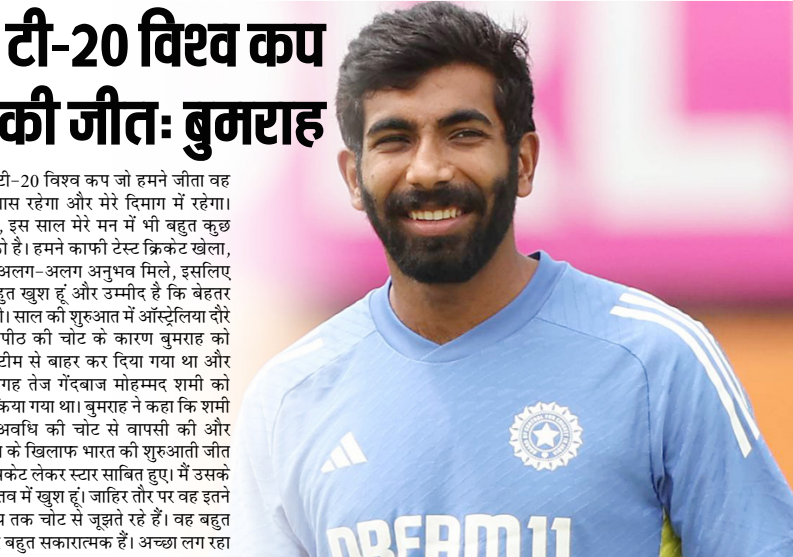 टी-20 विश्व कप
की जीतः बुमराह
टी-20 विश्व कप जो हमने जीता वह
रहेगा और मेरे दिमाग में रहेगा।
इस साल मेरे मन में भी बहुत कुछ
है। हमने काफी टेस्ट क्रिकेट खेला,
अलग-अलग अनुभव मिले, इसलिए
खुश हूं और उम्मीद है कि बेहतर
साल की शुरुआत में ऑस्ट्रेलिया दौरे
पीठ की चोट के कारण बुमराह को
टीम से बाहर कर दिया गया था और
तेज गेंदबाज मोहम्मद शमी को
किया गया था। बुमराह ने कहा कि शमी
अवधि की चोट से वापसी की और
के खिलाफ भारत की शुरुआती जीत
लेकर स्टार साबित हुए। मैं उसके
में खुश हूं। जाहिर तौर पर वह इतने
तक चोट से जूझते रहे हैं। वह बहुत
बहुत सकारात्मक हैं। अच्छा लग रहा
DREAM11